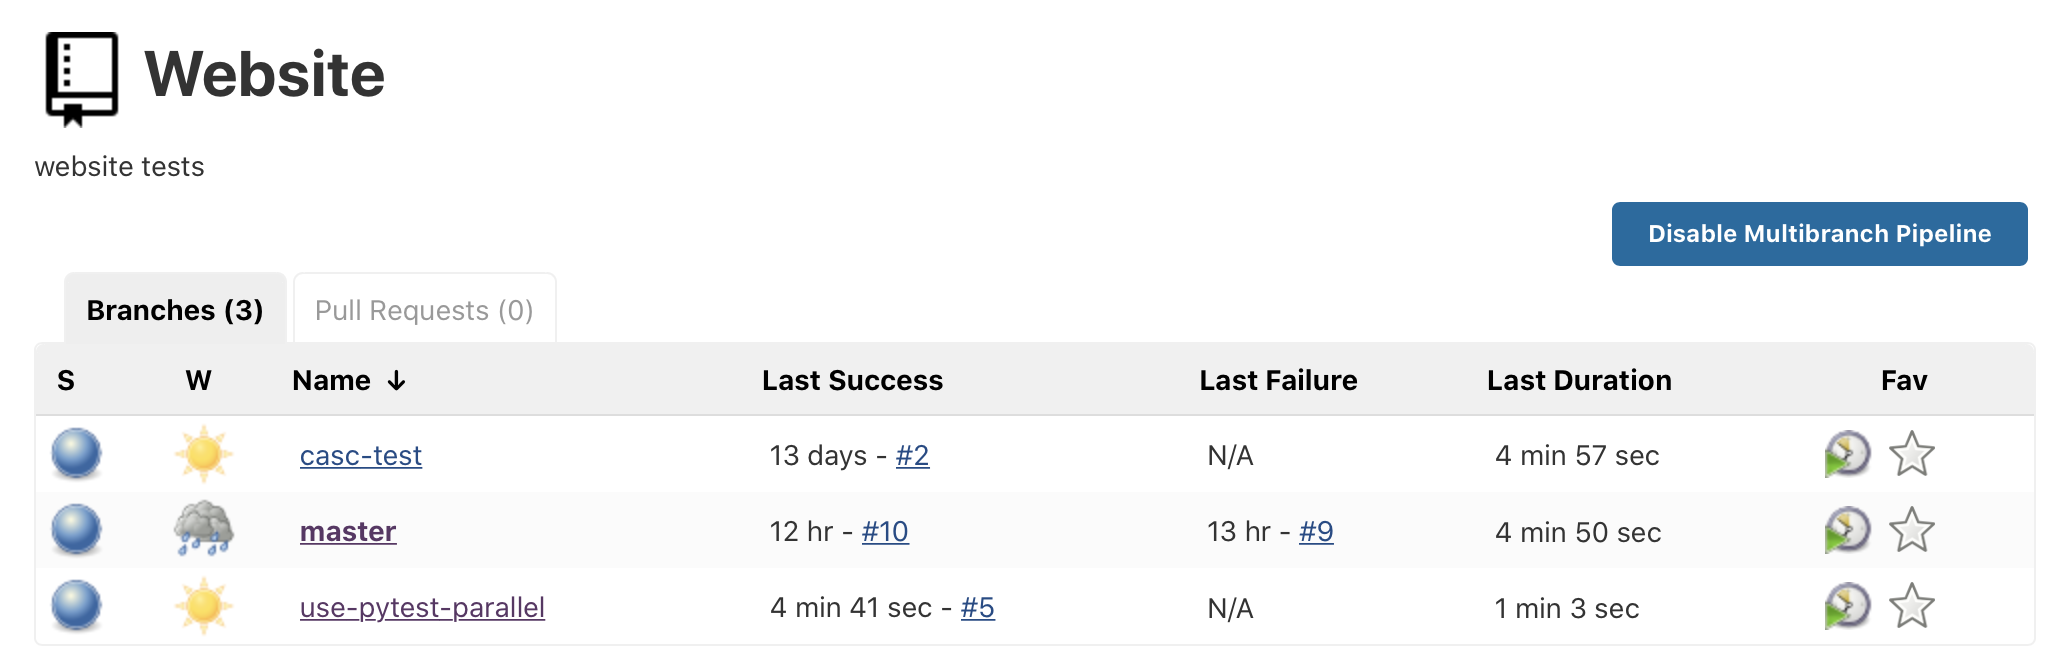 Website
website tests
Disable Multibranch Pipeline
Branches (3) Pull Requests (0)
S W Name ↓ Last Success Last Failure Last Duration Fav
casc-test 13 days - #2 N/A 4 min 57 sec
master 12 hr - #10 13 hr - #9 4 min 50 sec
use-pytest-parallel 4 min 41 sec - #5 N/A 1 min 3 sec